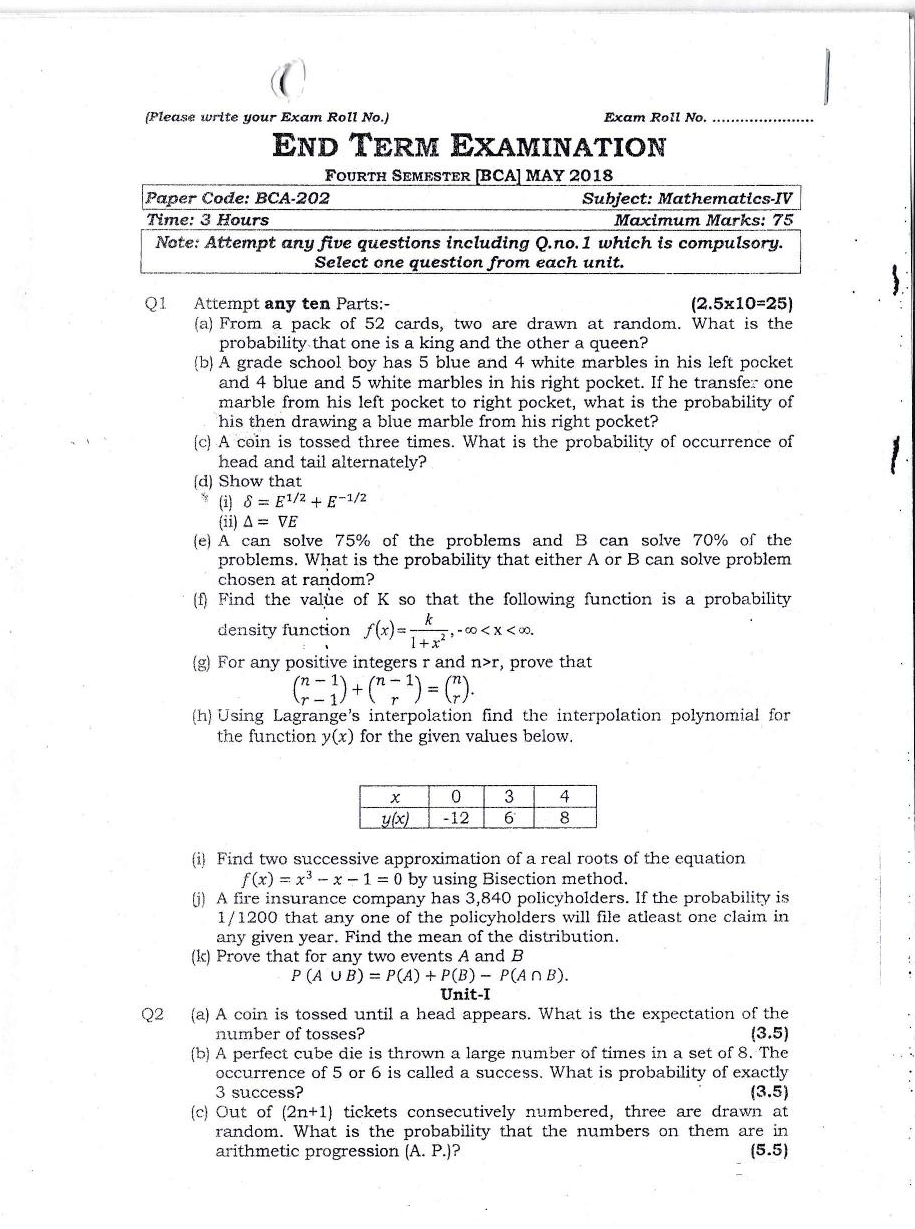 (Please write your Exam Roll No.) Exam Roll No. ......................
END TERM EXAMINATION
FOURTH SEMESTER [BCA] MAY 2018
Paper Code: BCA-202 Subject: Mathematics-IV
Time: 3 Hours Maximum Marks: 75
Note: Attempt any five questions including Q.no.1 which is compulsory.
Select one question from each unit.
Q1 Attempt any ten Parts:- (2.5x10=25)
(a) From a pack of 52 cards, two are drawn at random. What is the
probability that one is a king and the other a queen?
(b) A grade school boy has 5 blue and 4 white marbles in his left pocket
and 4 blue and 5 white marbles in his right pocket. If he transfer one
marble from his left pocket to right pocket, what is the probability of
his then drawing a blue marble from his right pocket?
(c) A coin is tossed three times. What is the probability of occurrence of
head and tail alternately?
(d) Show that
(i) δ = E^{1/2} + E^{-1/2}
(ii) Δ = ∇E
(e) A can solve 75% of the problems and B can solve 70% of the
problems. What is the probability that either A or B can solve problem
chosen at random?
(f) Find the value of K so that the following function is a probability
density function f(x)= k/(1+x²), -∞ < x < ∞.
(g) For any positive integers r and n>r, prove that
(n − 1 / r − 1) + (n − 1 / r) = (n / r).
(h) Using Lagrange's interpolation find the interpolation polynomial for
the function y(x) for the given values below.
x 0 3 4
y(x) -12 6 8
(i) Find two successive approximation of a real roots of the equation
f(x) = x³ − x − 1 = 0 by using Bisection method.
(j) A fire insurance company has 3,840 policyholders. If the probability is
1/1200 that any one of the policyholders will file atleast one claim in
any given year. Find the mean of the distribution.
(k) Prove that for any two events A and B
P (A ∪ B) = P(A) + P(B) − P(A ∩ B).
Unit-I
Q2 (a) A coin is tossed until a head appears. What is the expectation of the
number of tosses? (3.5)
(b) A perfect cube die is thrown a large number of times in a set of 8. The
occurrence of 5 or 6 is called a success. What is probability of exactly
3 success? (3.5)
(c) Out of (2n+1) tickets consecutively numbered, three are drawn at
random. What is the probability that the numbers on them are in
arithmetic progression (A. P.)? (5.5)